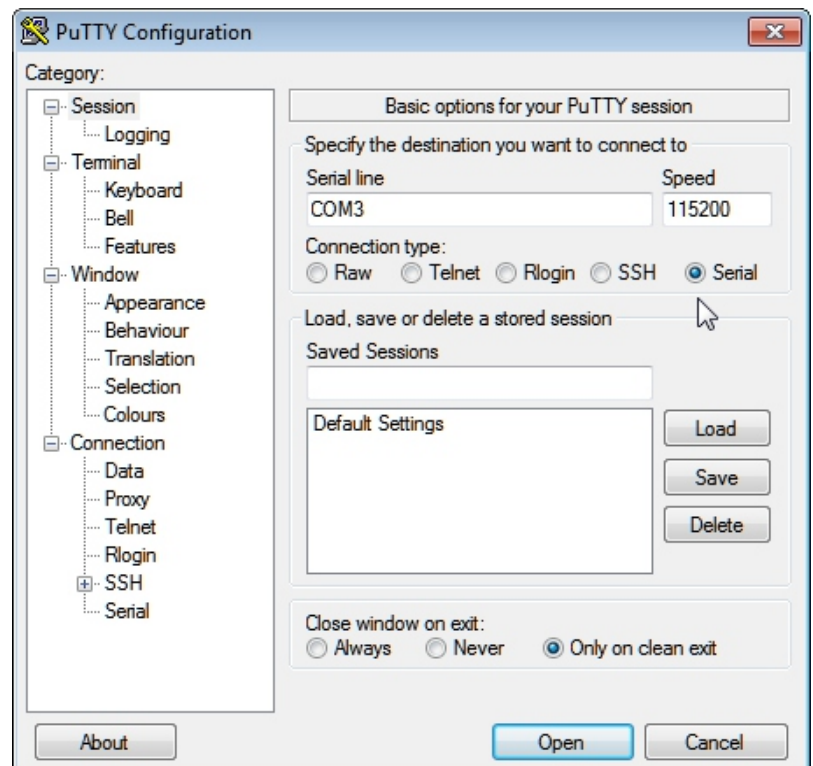 PuTTY Configuration
Category:
Session
Logging
Terminal
Keyboard
Bell
Features
Window
Appearance
Behaviour
Translation
Selection
Colours
Connection
Data
Proxy
Telnet
Rlogin
SSH
Serial
Basic options for your PuTTY session
Specify the destination you want to connect to
Serial line Speed
COM3 115200
Connection type:
Raw Telnet Rlogin SSH Serial
Load, save or delete a stored session
Saved Sessions
Default Settings
Load
Save
Delete
Close window on exit:
Always Never Only on clean exit
About Open Cancel